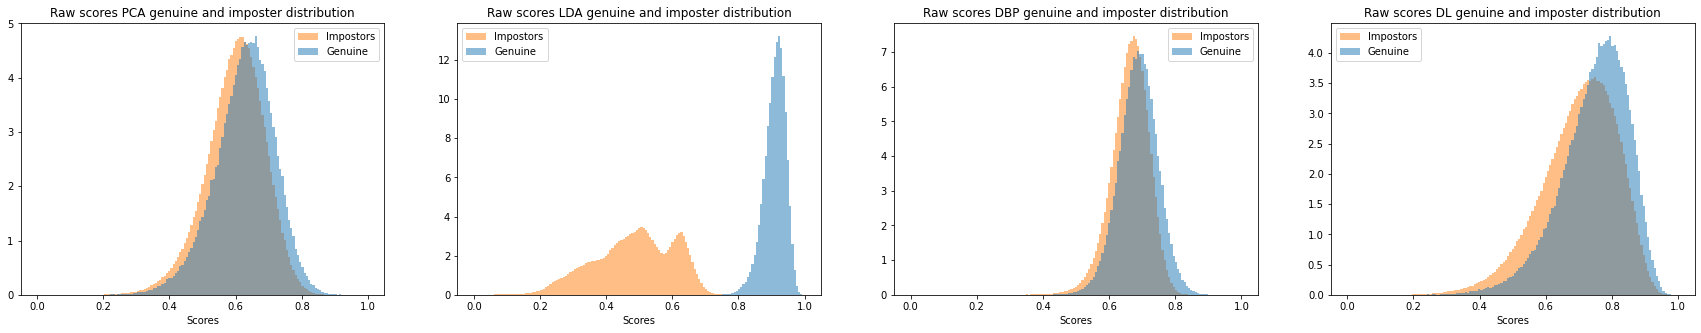 Raw scores PCA genuine and imposter distribution
Impostors
Genuine
5
4
3
2
1
0
0.0 0.2 0.4 0.6 0.8 1.0
Raw scores LDA genuine and imposter distribution
Impostors
Genuine
12
10
8
6
4
2
0
0.0 0.2 0.4 0.6 0.8 1.0
Scores
Raw scores DBP genuine and imposter distribution
Impostors
Genuine
7
6
5
4
3
2
1
0
0.0 0.2 0.4 0.6 0.8 1.0
Raw scores DL genuine and imposter distribution
Impostors
Genuine
4.0
3.5
3.0
2.5
2.0
1.5
1.0
0.5
0.0
0.0 0.2 0.4 0.6 0.8 1.0
Scores